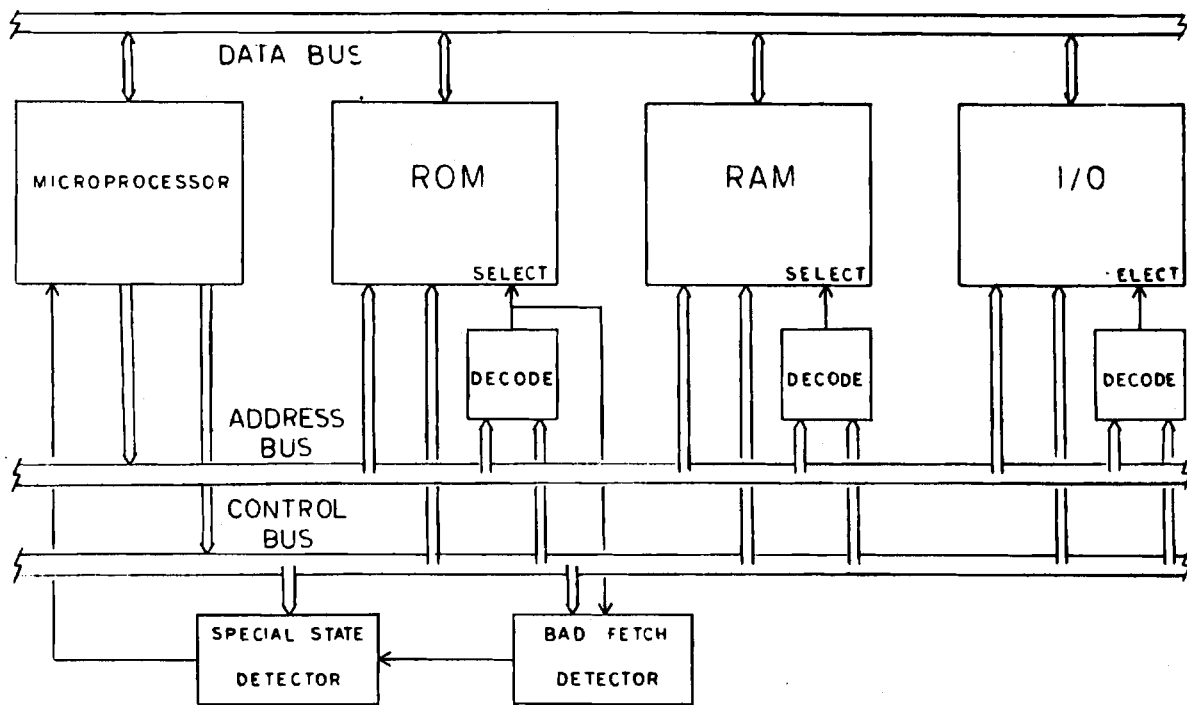 DATA BUS
MICROPROCESSOR
ROM
RAM
I/O
SELECT
SELECT
ELECT
DECODE
DECODE
DECODE
ADDRESS
BUS
CONTROL
BUS
SPECIAL STATE
DETECTOR
BAD FETCH
DETECTOR